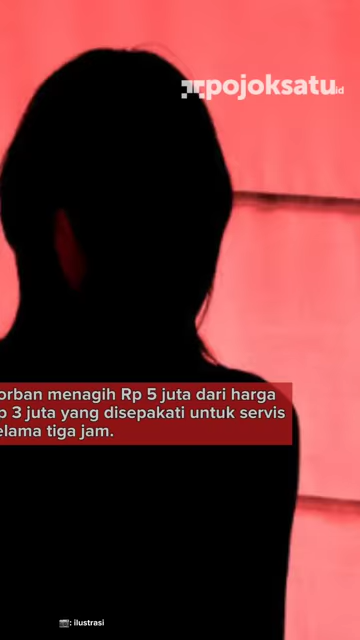 pojoksatu.id
orban menagih Rp 5 juta dari harga
p 3 juta yang disepakati untuk servis
elama tiga jam.
📷: ilustrasi